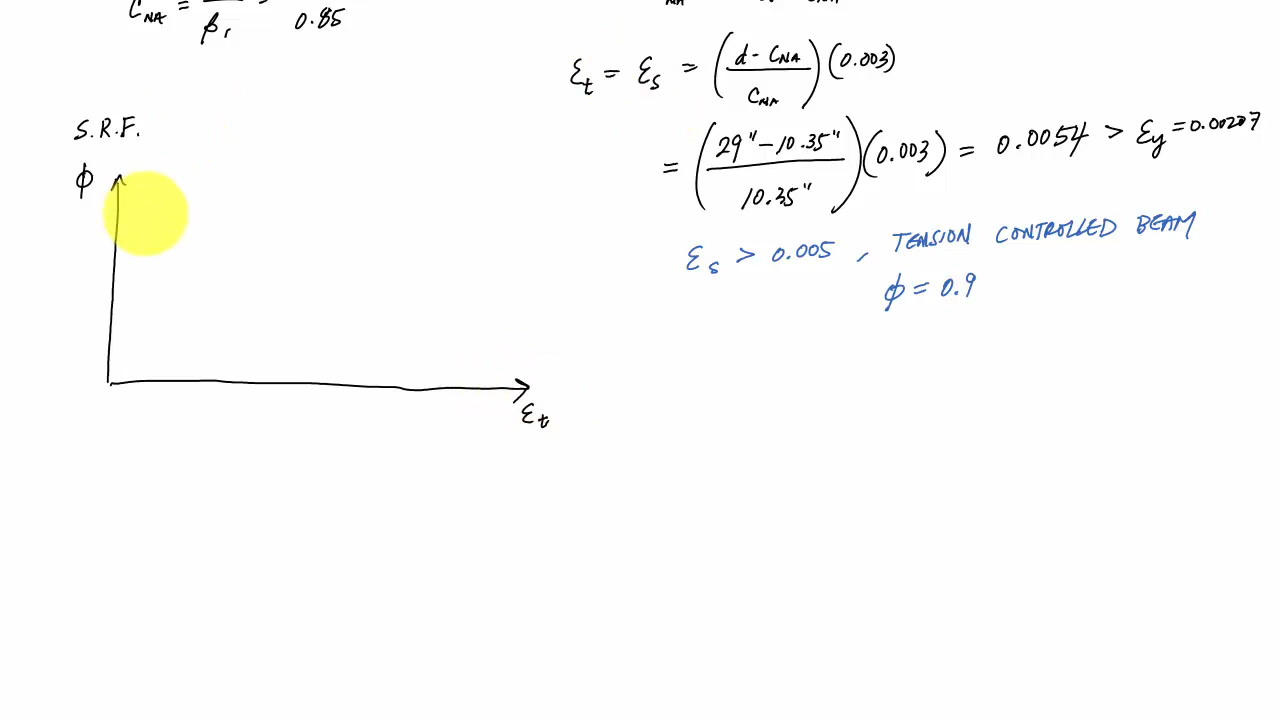 C_NA = / β₁
0.85
ε_t = ε_s = ((d - C_NA) / C_NA) (0.003)
= ((29" - 10.35") / 10.35") (0.003) = 0.0054 > ε_y = 0.00207
ε_s > 0.005 , TENSION CONTROLLED BEAM
φ = 0.9
S.R.F.
φ
ε_t